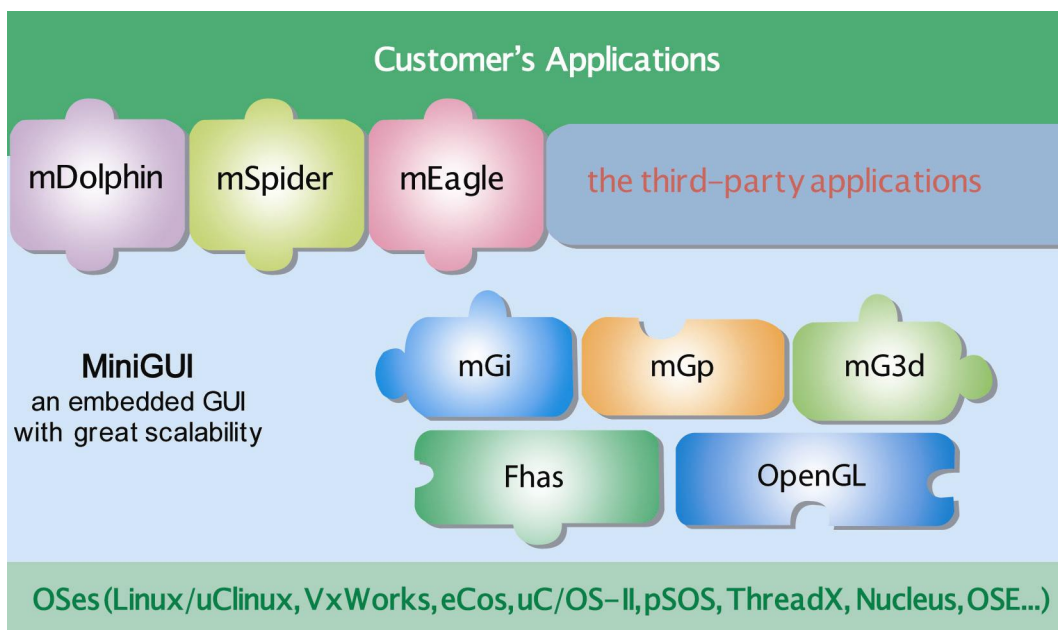 Customer's Applications
mDolphin
mSpider
mEagle
the third-party applications
MiniGUI
an embedded GUI
with great scalability
mGi
mGp
mG3d
Fhas
OpenGL
OSes(Linux/uClinux, VxWorks, eCos, uC/OS-II, pSOS, ThreadX, Nucleus, OSE...)